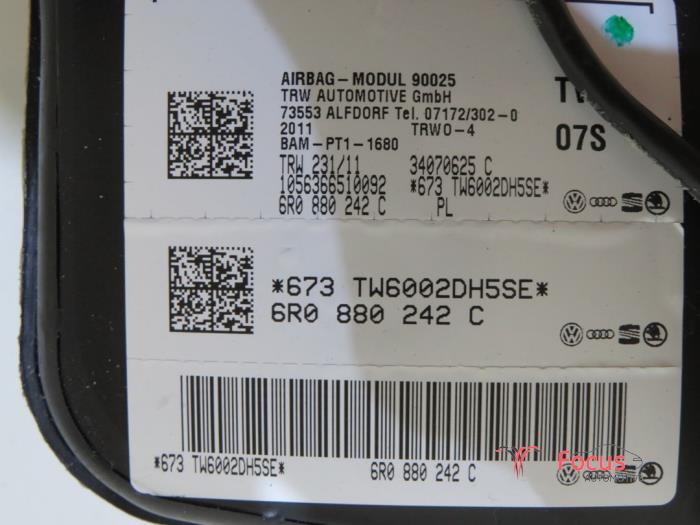 AIRBAG-MODUL 90025
TRW AUTOMOTIVE GmbH
73553 ALFDORF Tel. 07172/302-0
2011 TRWO-4
BAM-PT1-1680
07S
TRW 231/11 34070625 C
1056366510092 *673 TW6002DH5SE*
6R0 880 242 C PL
*673 TW6002DH5SE*
6R0 880 242 C
*673 TW6002DH5SE* 6R0 880 242 C
Focus
AUTOMOTIVE